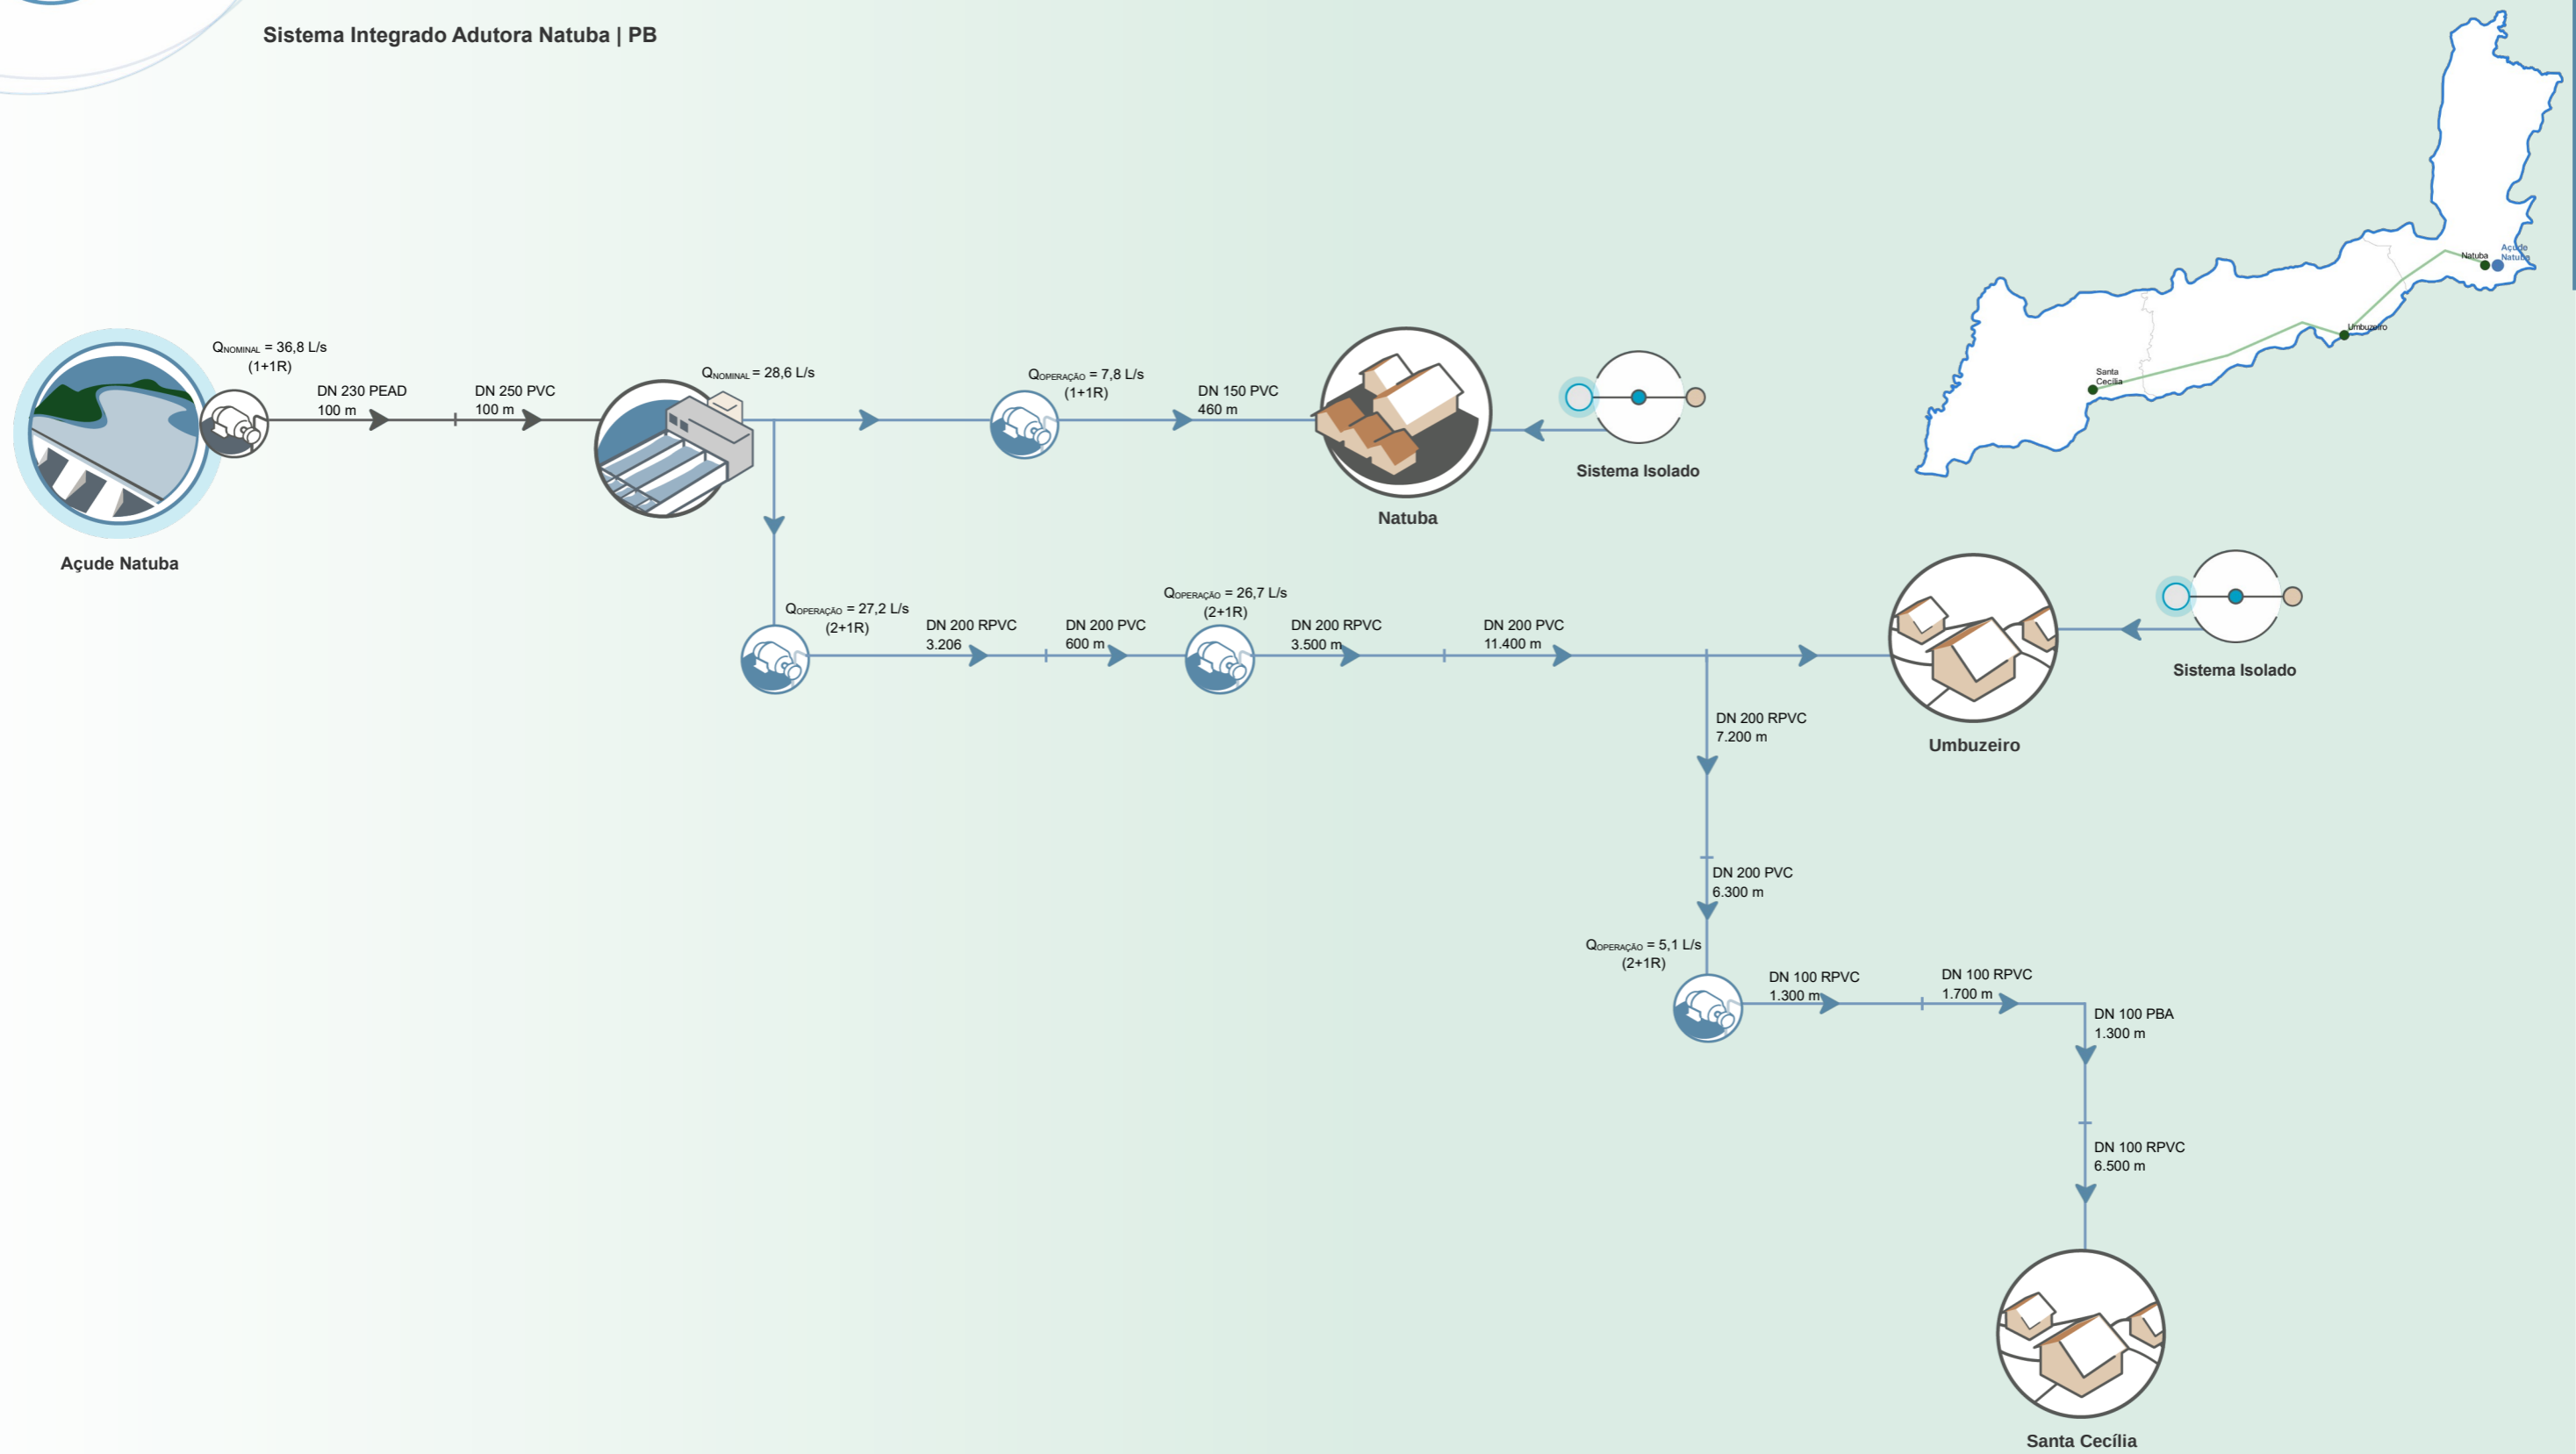 Sistema Integrado Adutora Natuba | PB
Açude
Natuba
Natuba
Umbuzeiro
Santa
Cecília
QNOMINAL = 36,8 L/s
(1+1R)
DN 230 PEAD
100 m
DN 250 PVC
100 m
QNOMINAL = 28,6 L/s
QOPERAÇÃO = 7,8 L/s
(1+1R)
DN 150 PVC
460 m
Sistema Isolado
Natuba
Açude Natuba
QOPERAÇÃO = 27,2 L/s
(2+1R)
DN 200 RPVC
3.206
DN 200 PVC
600 m
QOPERAÇÃO = 26,7 L/s
(2+1R)
DN 200 RPVC
3.500 m
DN 200 PVC
11.400 m
Sistema Isolado
Umbuzeiro
DN 200 RPVC
7.200 m
DN 200 PVC
6.300 m
QOPERAÇÃO = 5,1 L/s
(2+1R)
DN 100 RPVC
1.300 m
DN 100 RPVC
1.700 m
DN 100 PBA
1.300 m
DN 100 RPVC
6.500 m
Santa Cecília